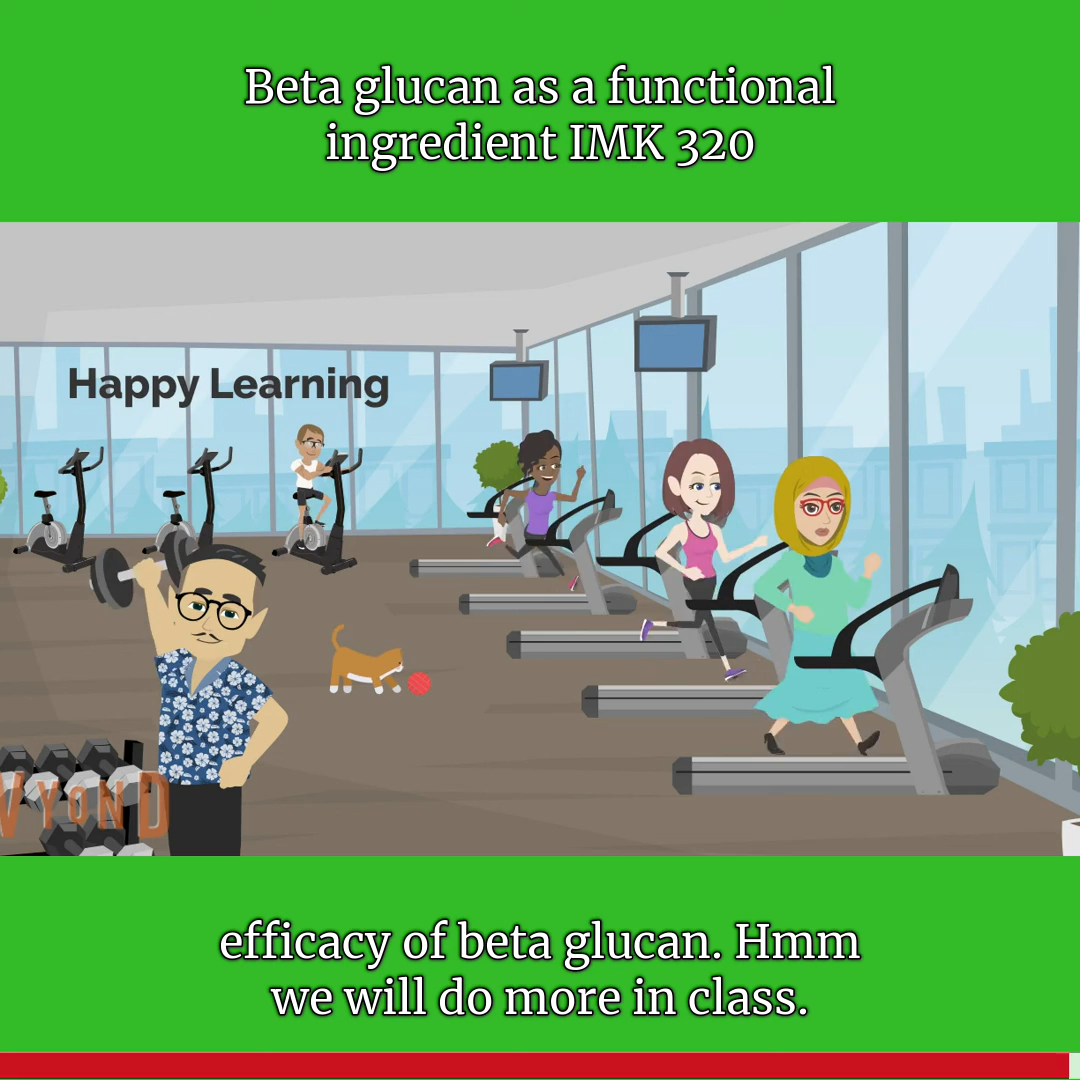 Beta glucan as a functional
ingredient IMK 320
Happy Learning
VYOND
efficacy of beta glucan. Hmm
we will do more in class.